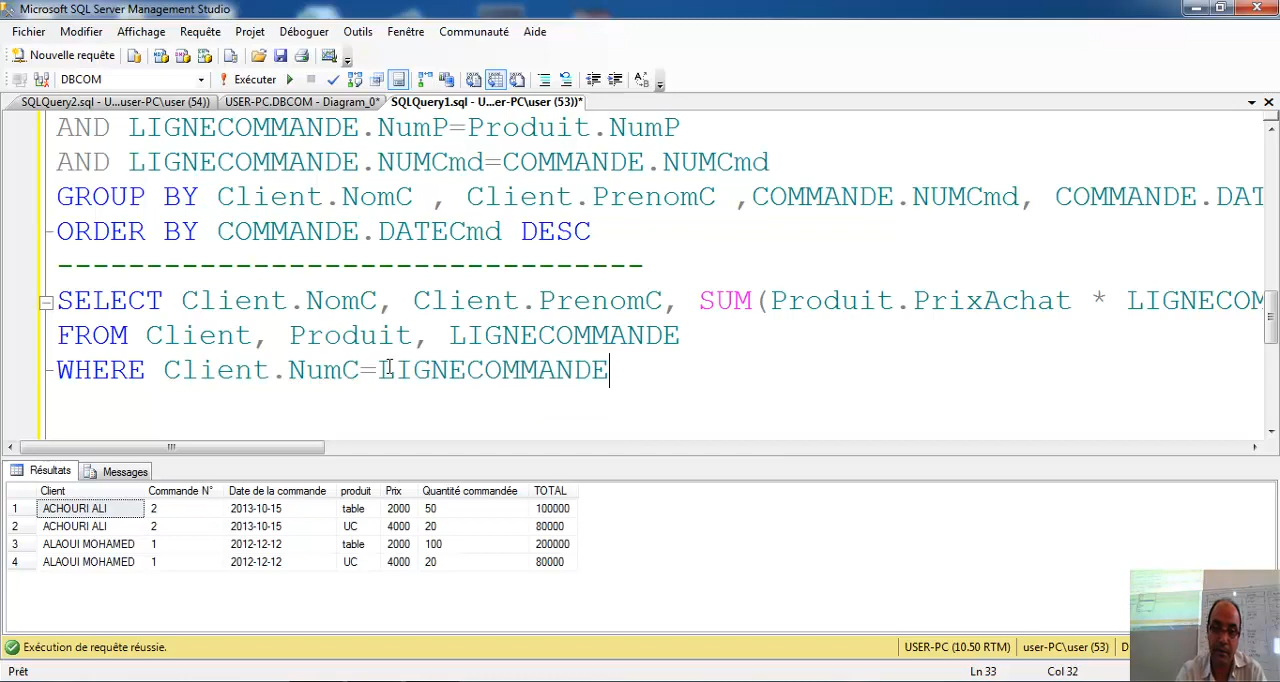 Microsoft SQL Server Management Studio
Fichier Modifier Affichage Requête Projet Déboguer Outils Fenêtre Communauté Aide
Nouvelle requête
DBCOM Exécuter
SQLQuery2.sql - U...user-PC\user (54)) USER-PC.DBCOM - Diagram_0* SQLQuery1.sql - U...er-PC\user (53))*
AND LIGNECOMMANDE.NumP=Produit.NumP
AND LIGNECOMMANDE.NUMCmd=COMMANDE.NUMCmd
GROUP BY Client.NomC , Client.PrenomC ,COMMANDE.NUMCmd, COMMANDE.DAT
ORDER BY COMMANDE.DATECmd DESC
---------------------------------
SELECT Client.NomC, Client.PrenomC, SUM(Produit.PrixAchat * LIGNECOM
FROM Client, Produit, LIGNECOMMANDE
WHERE Client.NumC=LIGNECOMMANDE
Résultats Messages
Client Commande N° Date de la commande produit Prix Quantité commandée TOTAL
1 ACHOURI ALI 2 2013-10-15 table 2000 50 100000
2 ACHOURI ALI 2 2013-10-15 UC 4000 20 80000
3 ALAOUI MOHAMED 1 2012-12-12 table 2000 100 200000
4 ALAOUI MOHAMED 1 2012-12-12 UC 4000 20 80000
Exécution de requête réussie. USER-PC (10.50 RTM) user-PC\user (53) D
Prêt Ln 33 Col 32